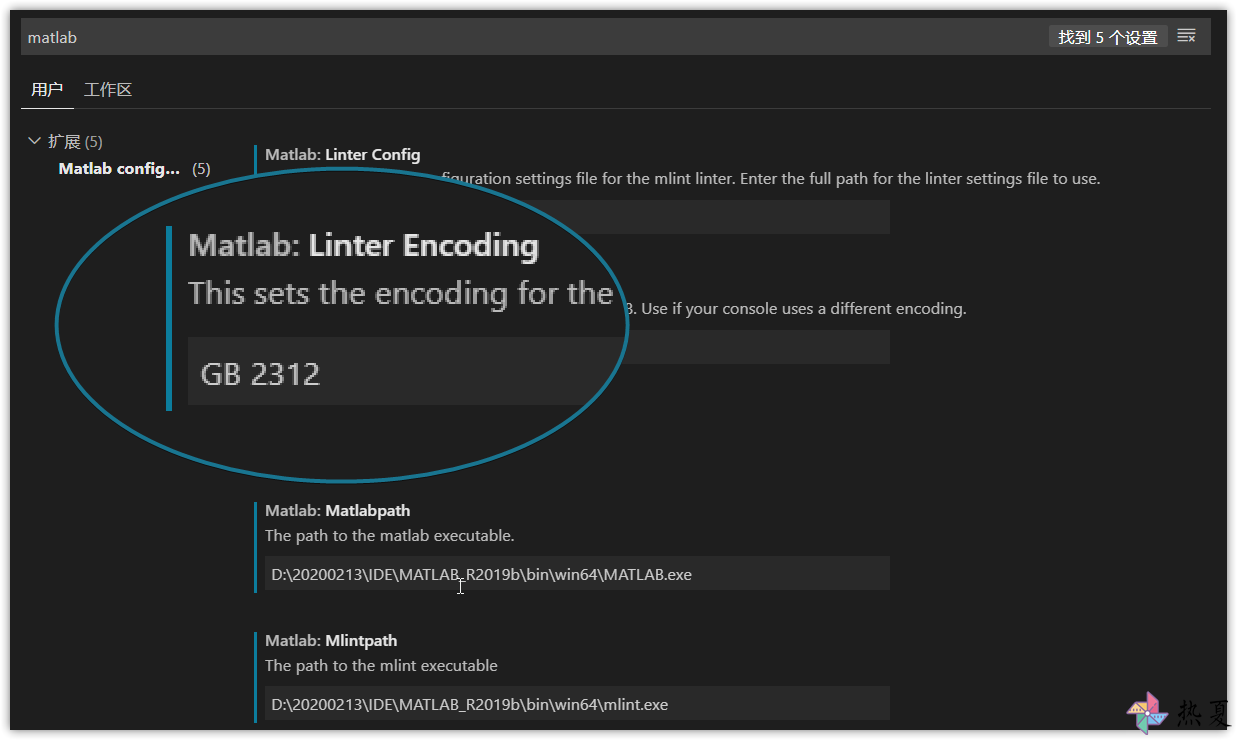 matlab
找到 5 个设置
用户 工作区
扩展 (5)
Matlab config... (5)
Matlab: Linter Config
figuration settings file for the mlint linter. Enter the full path for the linter settings file to use.
Matlab: Linter Encoding
This sets the encoding for the
. Use if your console uses a different encoding.
GB 2312
Matlab: Matlabpath
The path to the matlab executable.
D:\20200213\IDE\MATLAB_R2019b\bin\win64\MATLAB.exe
Matlab: Mlintpath
The path to the mlint executable
D:\20200213\IDE\MATLAB_R2019b\bin\win64\mlint.exe
热夏